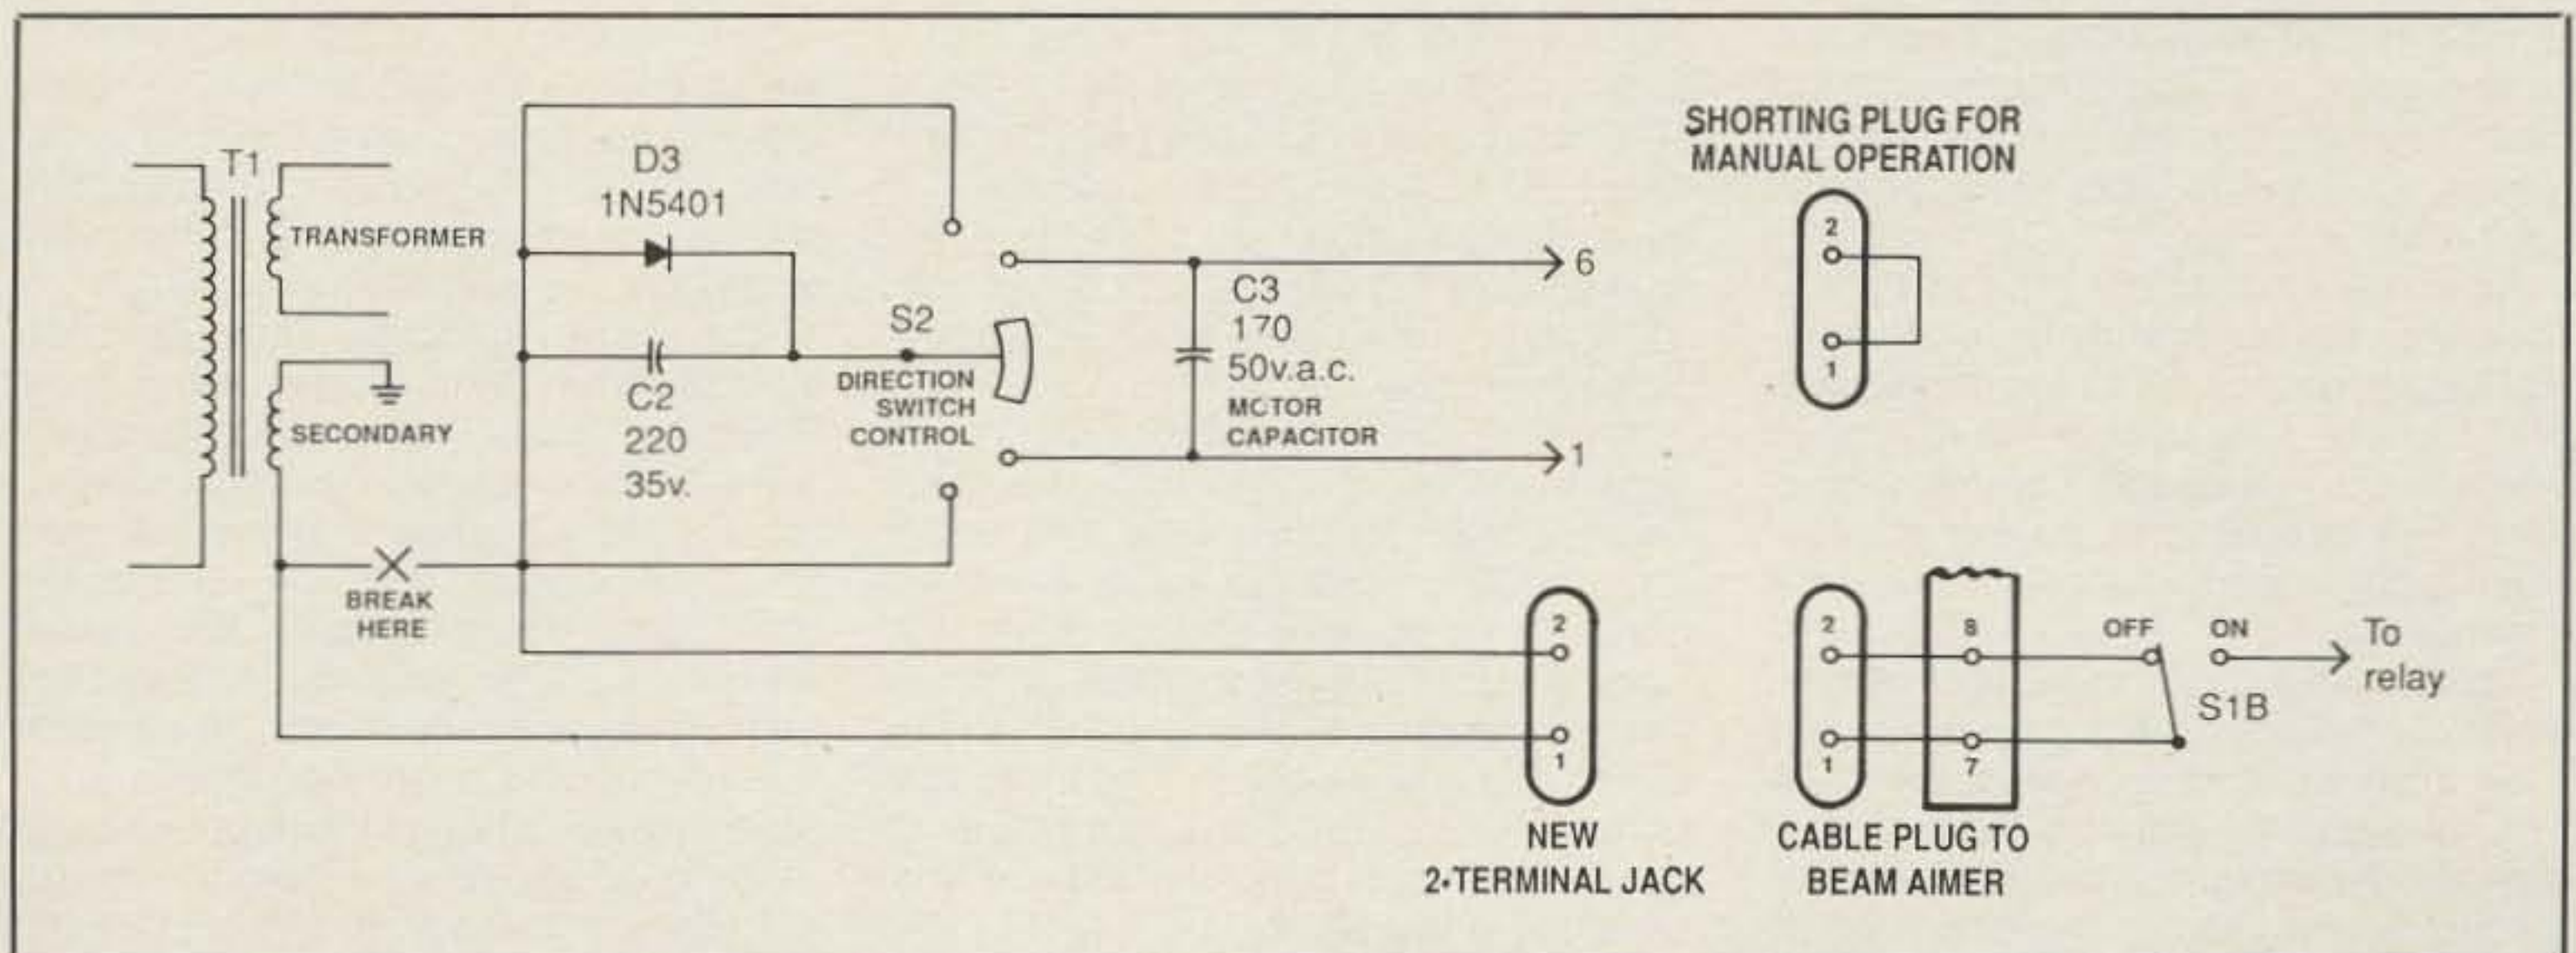 T1
TRANSFORMER
SECONDARY
BREAK
HERE
D3
1N5401
C2
220
35v.
S2
DIRECTION
SWITCH
CONTROL
6
C3
170
50v.a.c.
MOTOR
CAPACITOR
1
SHORTING PLUG FOR
MANUAL OPERATION
2
1
2
1
NEW
2-TERMINAL JACK
2
1
8
7
CABLE PLUG TO
BEAM AIMER
OFF
ON
S1B
To
relay